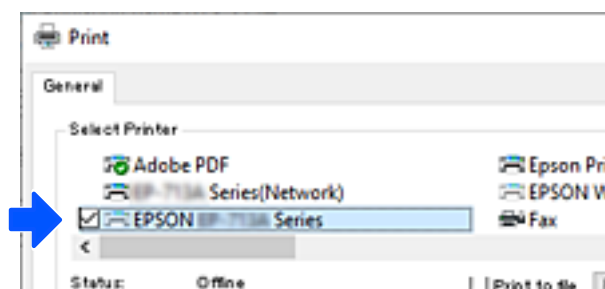 Print
General
Select Printer
Adobe PDF
Epson Pri
Series(Network)
EPSON W
EPSON
Series
Fax
Status:
Offline
Print to file